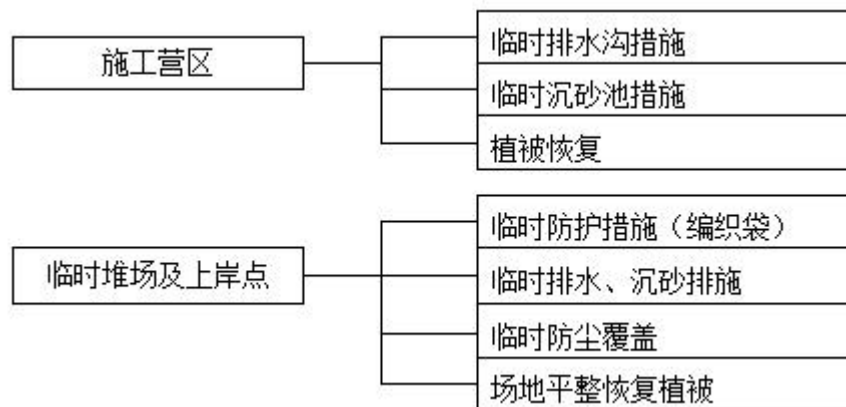 施工营区
临时排水沟措施
临时沉砂池措施
植被恢复
临时堆场及上岸点
临时防护措施（编织袋）
临时排水、沉砂排施
临时防尘覆盖
场地平整恢复植被